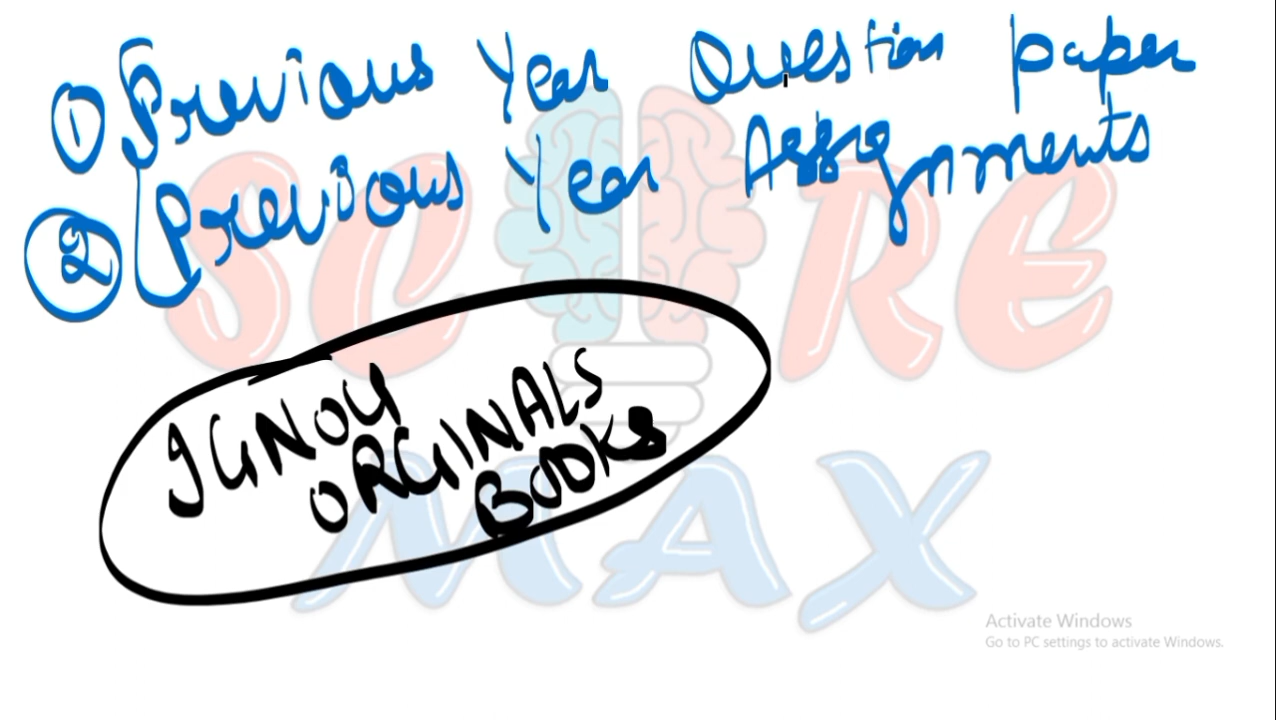 ① Previous Year Question paper
② Previous Year Assignments
IGNOU
ORGINALS
BOOKS
SCORE
MAX
Activate Windows
Go to PC settings to activate Windows.